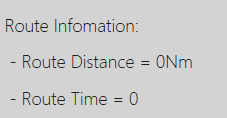 Route Infomation:
- Route Distance = 0Nm
- Route Time = 0